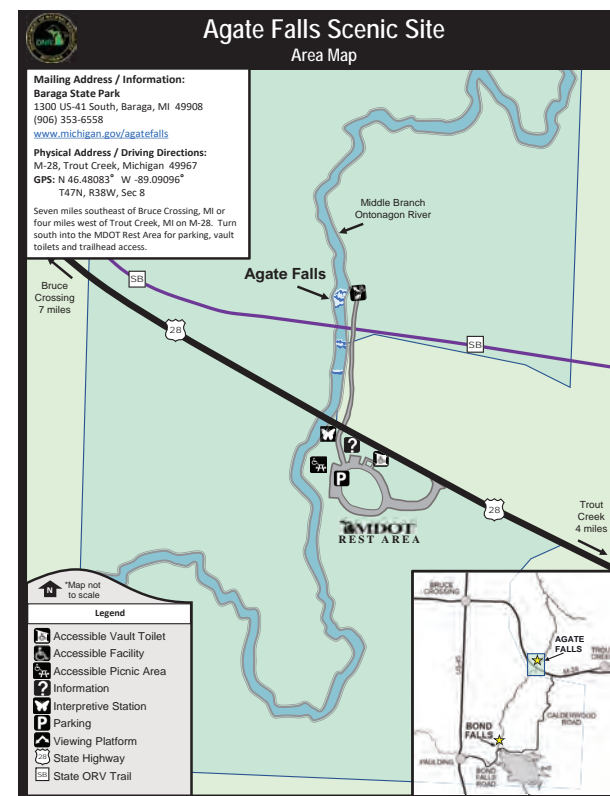 Agate Falls Scenic Site
Area Map
DNR
Mailing Address / Information:
Baraga State Park
1300 US-41 South, Baraga, MI 49908
(906) 353-6558
www.michigan.gov/agatefalls
Physical Address / Driving Directions:
M-28, Trout Creek, Michigan 49967
GPS: N 46.48083° W -89.09096°
T47N, R38W, Sec 8
Seven miles southeast of Bruce Crossing, MI or
four miles west of Trout Creek, MI on M-28. Turn
south into the MDOT Rest Area for parking, vault
toilets and trailhead access.
Middle Branch
Ontonagon River
Agate Falls
Bruce
Crossing
7 miles
SB
28
SB
?
P
28
MDOT
REST AREA
Trout
Creek
4 miles
N
*Map not
to scale
Legend
Accessible Vault Toilet
Accessible Facility
Accessible Picnic Area
? Information
Interpretive Station
P Parking
Viewing Platform
28 State Highway
SB State ORV Trail
BRUCE
CROSSING
AGATE
FALLS
TROUT
CREEK
US-45
M-28
CALDERWOOD
ROAD
BOND
FALLS
PAULDING
BOND
FALLS
ROAD